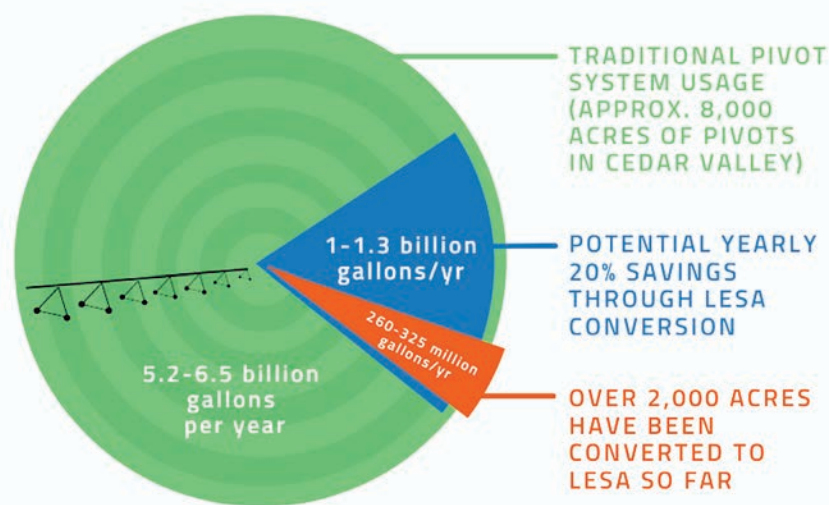 TRADITIONAL PIVOT
SYSTEM USAGE
(APPROX. 8,000
ACRES OF PIVOTS
IN CEDAR VALLEY)
1-1.3 billion
gallons/yr
POTENTIAL YEARLY
20% SAVINGS
THROUGH LESA
CONVERSION
260-325 million
gallons/yr
5.2-6.5 billion
gallons
per year
OVER 2,000 ACRES
HAVE BEEN
CONVERTED TO
LESA SO FAR